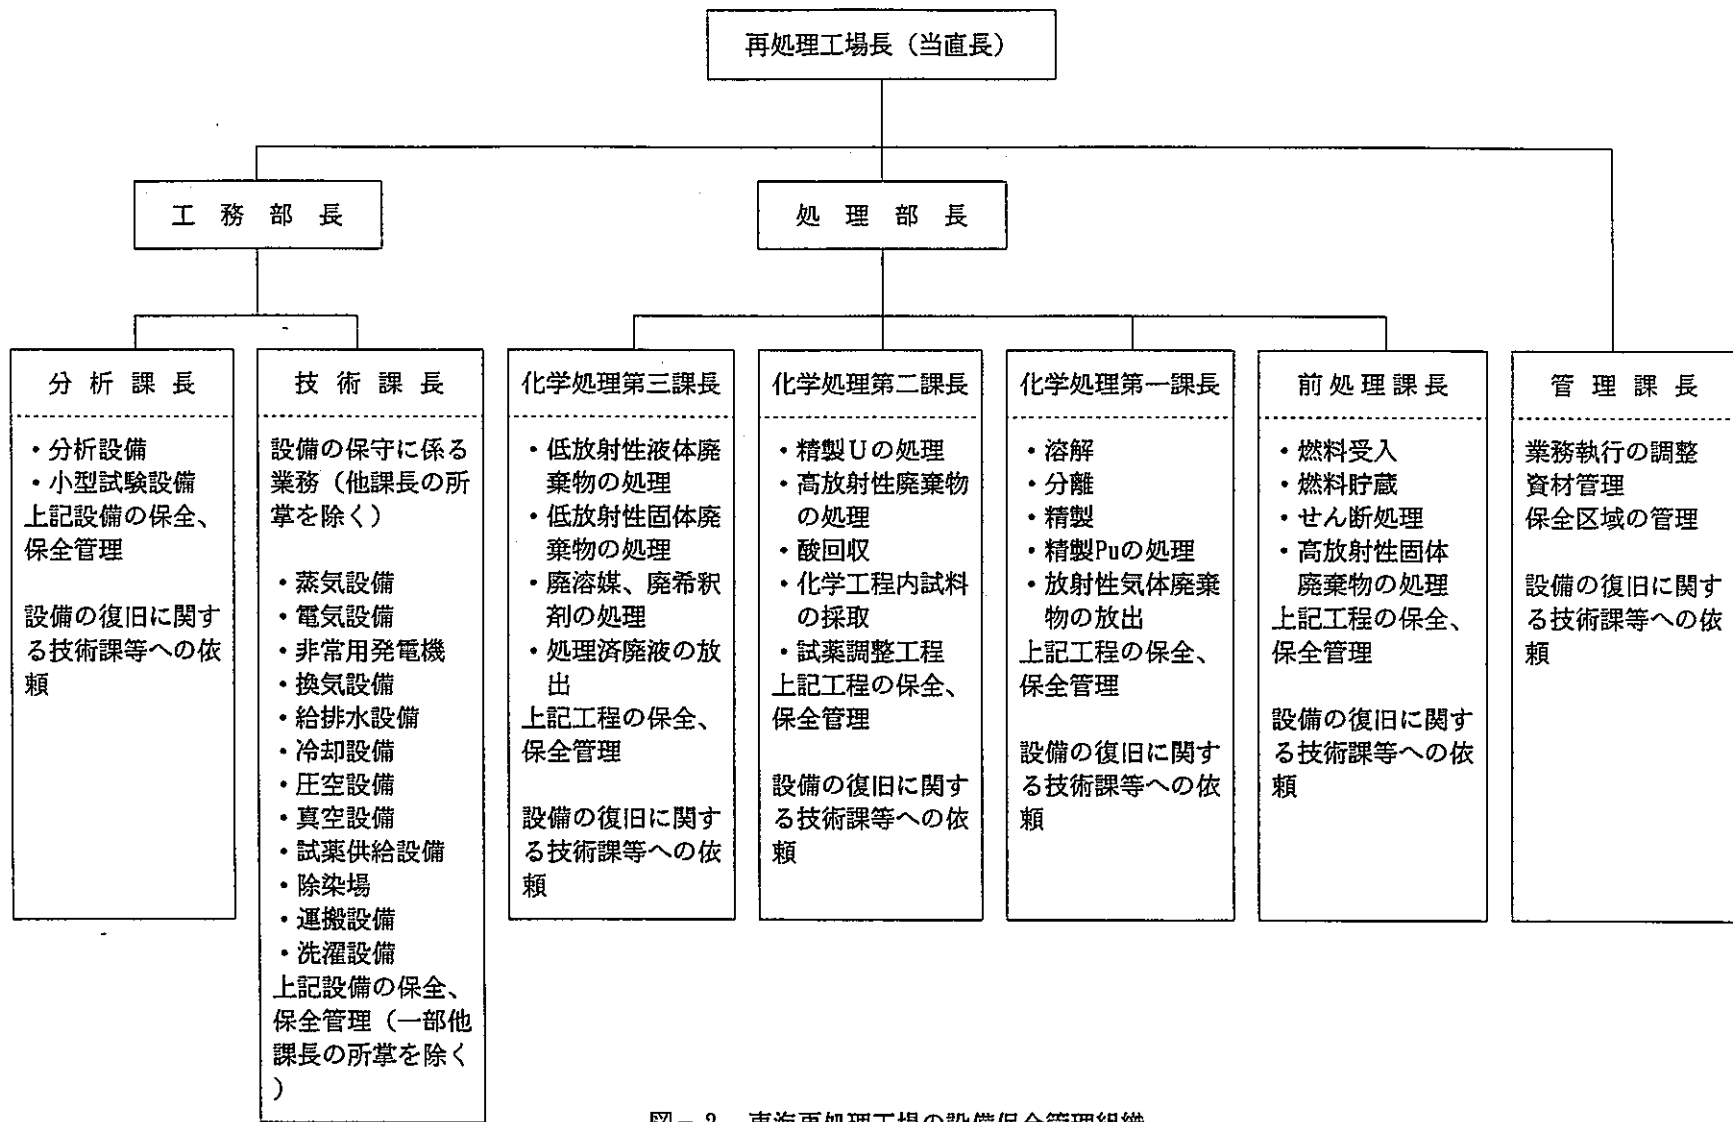 再処理工場長（当直長）
工務部長
処理部長
分析課長
・分析設備
・小型試験設備
上記設備の保全、
保全管理
設備の復旧に関す
る技術課等への依
頼
技術課長
設備の保守に係る
業務（他課長の所
掌を除く）
・蒸気設備
・電気設備
・非常用発電機
・換気設備
・給排水設備
・冷却設備
・圧空設備
・真空設備
・試薬供給設備
・除染場
・運搬設備
・洗濯設備
上記設備の保全、
保全管理（一部他
課長の所掌を除く
）
化学処理第三課長
・低放射性液体廃
棄物の処理
・低放射性固体廃
棄物の処理
・廃溶媒、廃希釈
剤の処理
・処理済廃液の放
出
上記工程の保全、
保全管理
設備の復旧に関す
る技術課等への依
頼
化学処理第二課長
・精製Uの処理
・高放射性廃棄物
の処理
・酸回収
・化学工程内試料
の採取
・試薬調整工程
上記工程の保全、
保全管理
設備の復旧に関す
る技術課等への依
頼
化学処理第一課長
・溶解
・分離
・精製
・精製Puの処理
・放射性気体廃棄
物の放出
上記工程の保全、
保全管理
設備の復旧に関す
る技術課等への依
頼
前処理課長
・燃料受入
・燃料貯蔵
・せん断処理
・高放射性固体
廃棄物の処理
上記工程の保全、
保全管理
設備の復旧に関す
る技術課等への依
頼
管理課長
業務執行の調整
資材管理
保全区域の管理
設備の復旧に関す
る技術課等への依
頼
図－2 東海再処理工場の設備保全管理組織